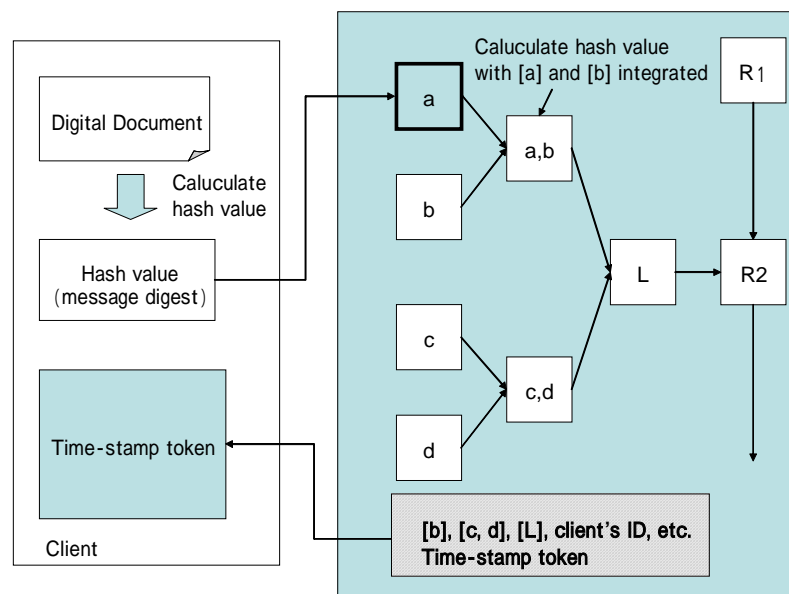 Digital Document
Caluculate
hash value
Hash value
(message digest)
Time-stamp token
Client
Caluculate hash value
with [a] and [b] integrated
a
b
a,b
c
d
c,d
L
R1
R2
[b], [c, d], [L], client's ID, etc.
Time-stamp token